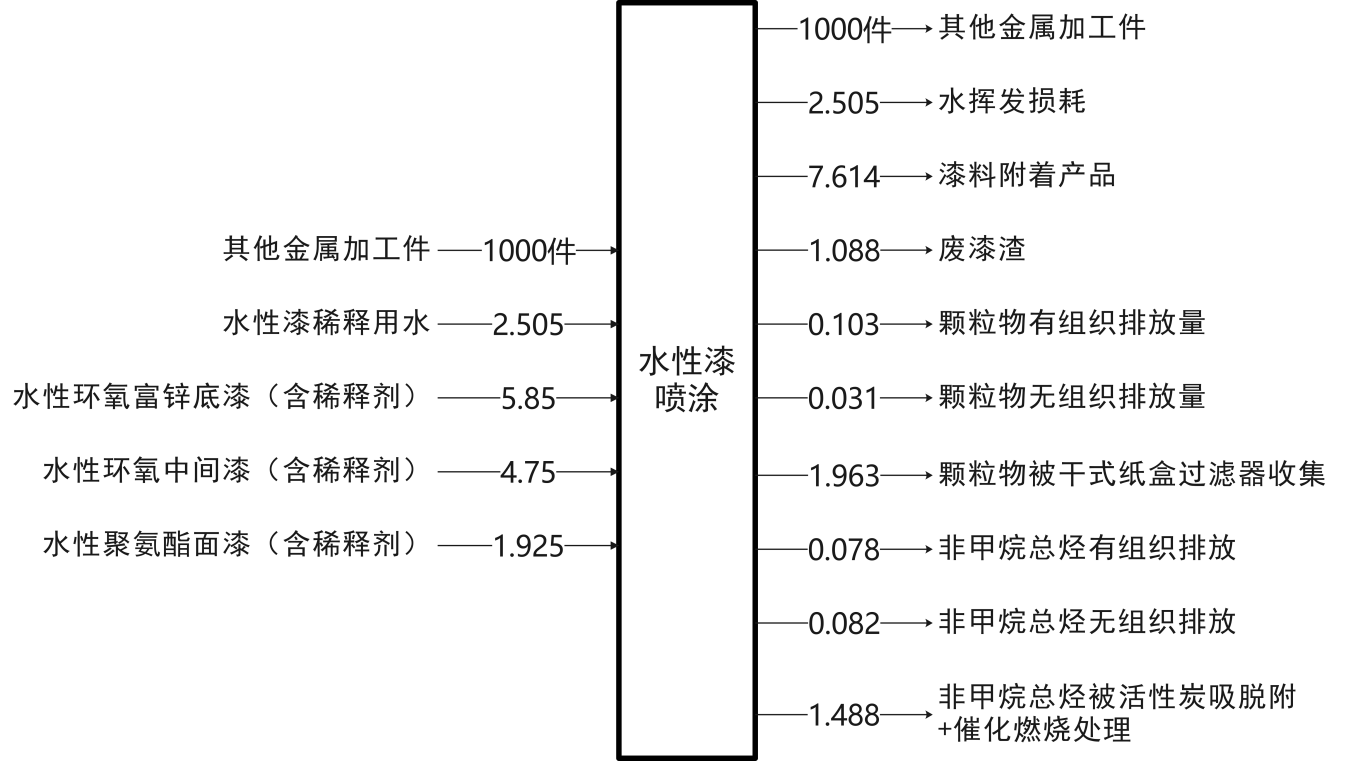 其他金属加工件
1000件
水性漆稀释用水
2.505
水性环氧富锌底漆（含稀释剂）
5.85
水性环氧中间漆（含稀释剂）
4.75
水性聚氨酯面漆（含稀释剂）
1.925
水性漆
喷涂
1000件
其他金属加工件
2.505
水挥发损耗
7.614
漆料附着产品
1.088
废漆渣
0.103
颗粒物有组织排放量
0.031
颗粒物无组织排放量
1.963
颗粒物被干式纸盒过滤器收集
0.078
非甲烷总烃有组织排放
0.082
非甲烷总烃无组织排放
1.488
非甲烷总烃被活性炭吸脱附
+催化燃烧处理